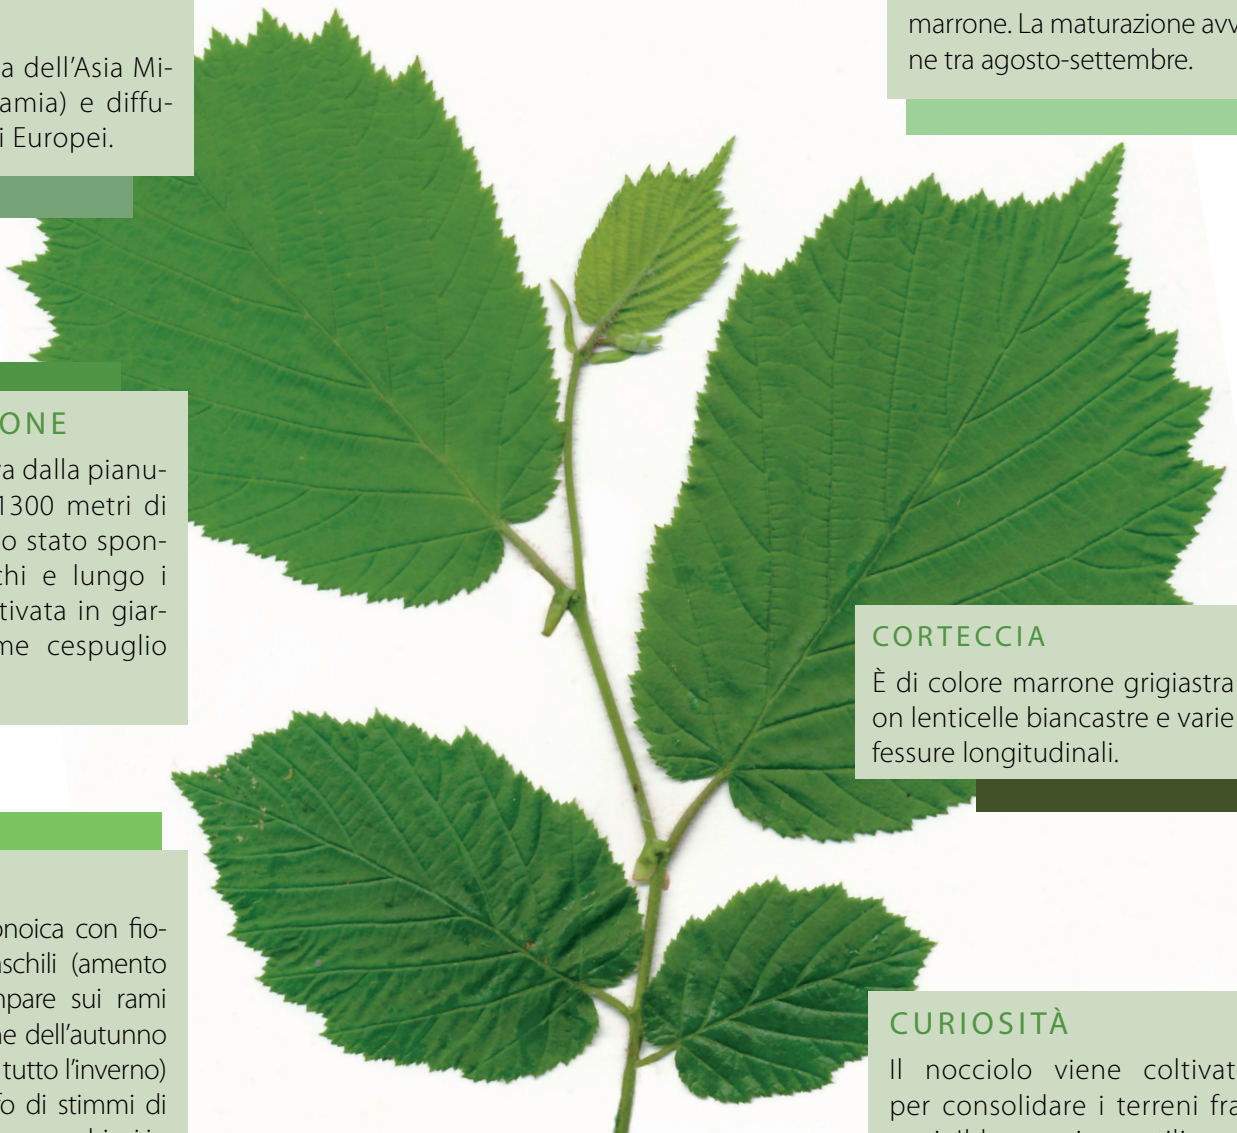 a dell'Asia Mi-
amia) e diffu-
i Europei.
ONE
a dalla pianu-
1300 metri di
o stato spon-
chi e lungo i
tivata in giar-
me cespuglio
onoica con fio-
aschili (amento
mpare sui rami
ne dell'autunno
tutto l'inverno)
fo di stimmi di
marrone. La maturazione avv
ne tra agosto-settembre.
CORTECCIA
È di colore marrone grigiastra
on lenticelle biancastre e varie
fessure longitudinali.
CURIOSITÀ
Il nocciolo viene coltivat
per consolidare i terreni fra